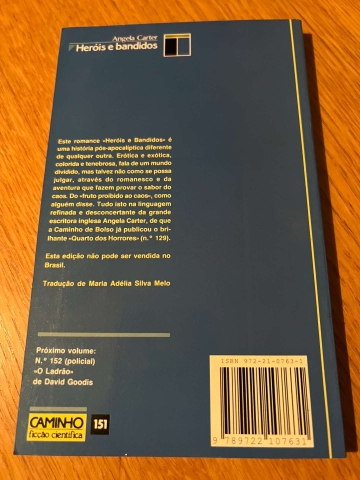 Angela Carter
Heróis e bandidos
Este romance «Heróis e Bandidos» é
uma história pós-apocalíptica diferente
de qualquer outra. Erótica e exótica,
colorida e tenebrosa, fala de um mundo
dividido, mas talvez não como se possa
julgar, através do romanesco e da
aventura que fazem provar o sabor do
caos. Do «fruto proibido ao caos», como
alguém disse. Tudo isto na linguagem
refinada e desconcertante da grande
escritora inglesa Angela Carter, de que
a Caminho de Bolso já publicou o bri-
lhante «Quarto dos Horrores» (n.º 129).
Esta edição não pode ser vendida no
Brasil.
Tradução de Maria Adélia Silva Melo
Próximo volume:
N.º 152 (policial)
«O Ladrão»
de David Goodis
CAMINHO
ficção científica
151
ISBN 972-21-0763-1
9 789722 107631